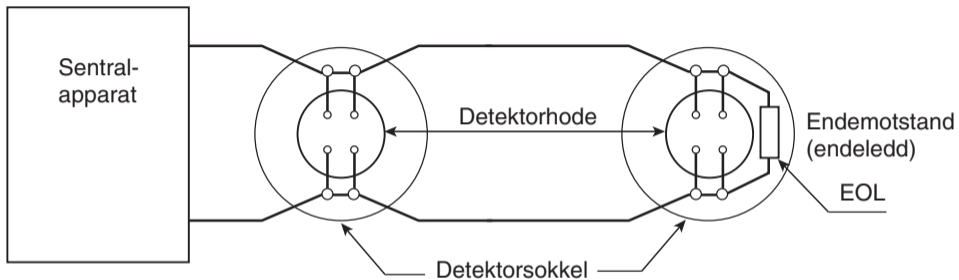 Sentral-
apparat
Detektorhode
Endemotstand
(endeledd)
EOL
Detektorsokkel